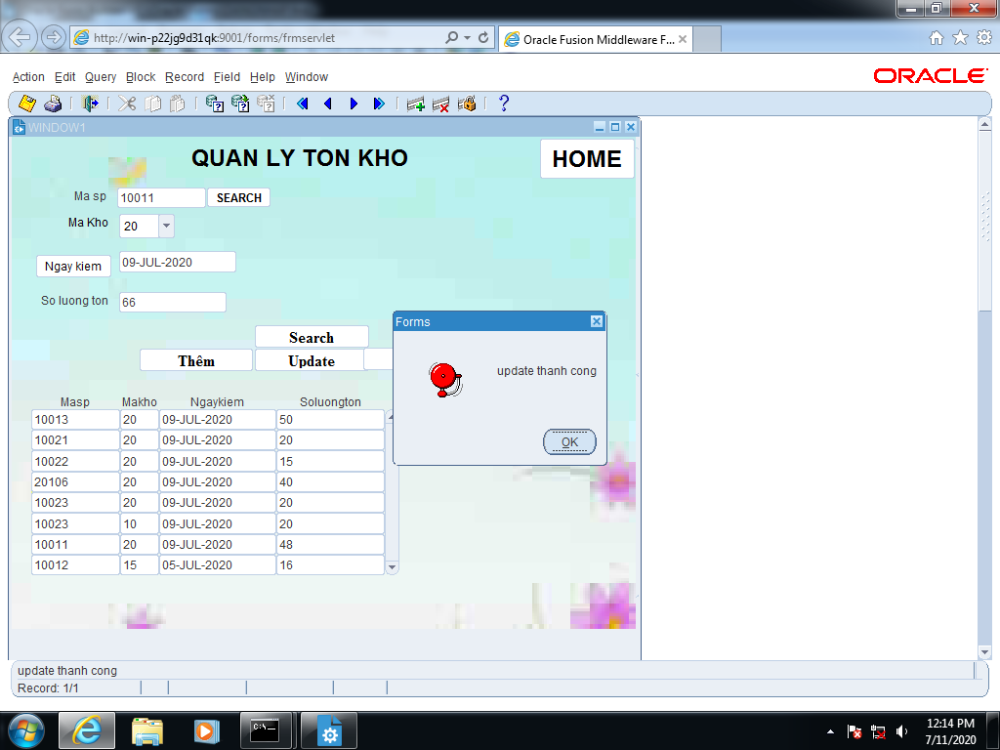 http://win-p22jg9d31qk:9001/forms/frmservlet
Oracle Fusion Middleware F...
Action Edit Query Block Record Field Help Window
ORACLE
WINDOW1
QUAN LY TON KHO
HOME
Ma sp 10011 SEARCH
Ma Kho 20
Ngay kiem 09-JUL-2020
So luong ton 66
Search
Thêm Update
Forms
update thanh cong
OK
Masp Makho Ngaykiem Soluongton
10013 20 09-JUL-2020 50
10021 20 09-JUL-2020 20
10022 20 09-JUL-2020 15
20106 20 09-JUL-2020 40
10023 20 09-JUL-2020 20
10023 10 09-JUL-2020 20
10011 20 09-JUL-2020 48
10012 15 05-JUL-2020 16
update thanh cong
Record: 1/1
C:\_
12:14 PM
7/11/2020